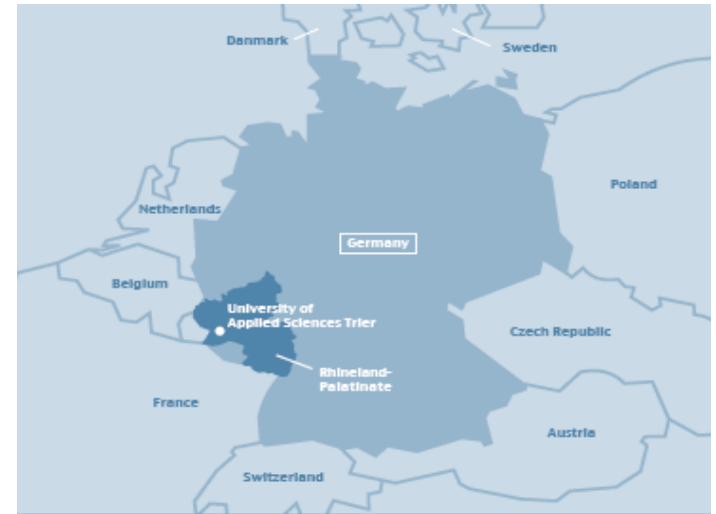 Danmark
Sweden
Poland
Netherlands
Germany
Belgium
University of
Applied Sciences Trier
Czech Republic
Rhineland-
Palatinate
France
Austria
Switzerland